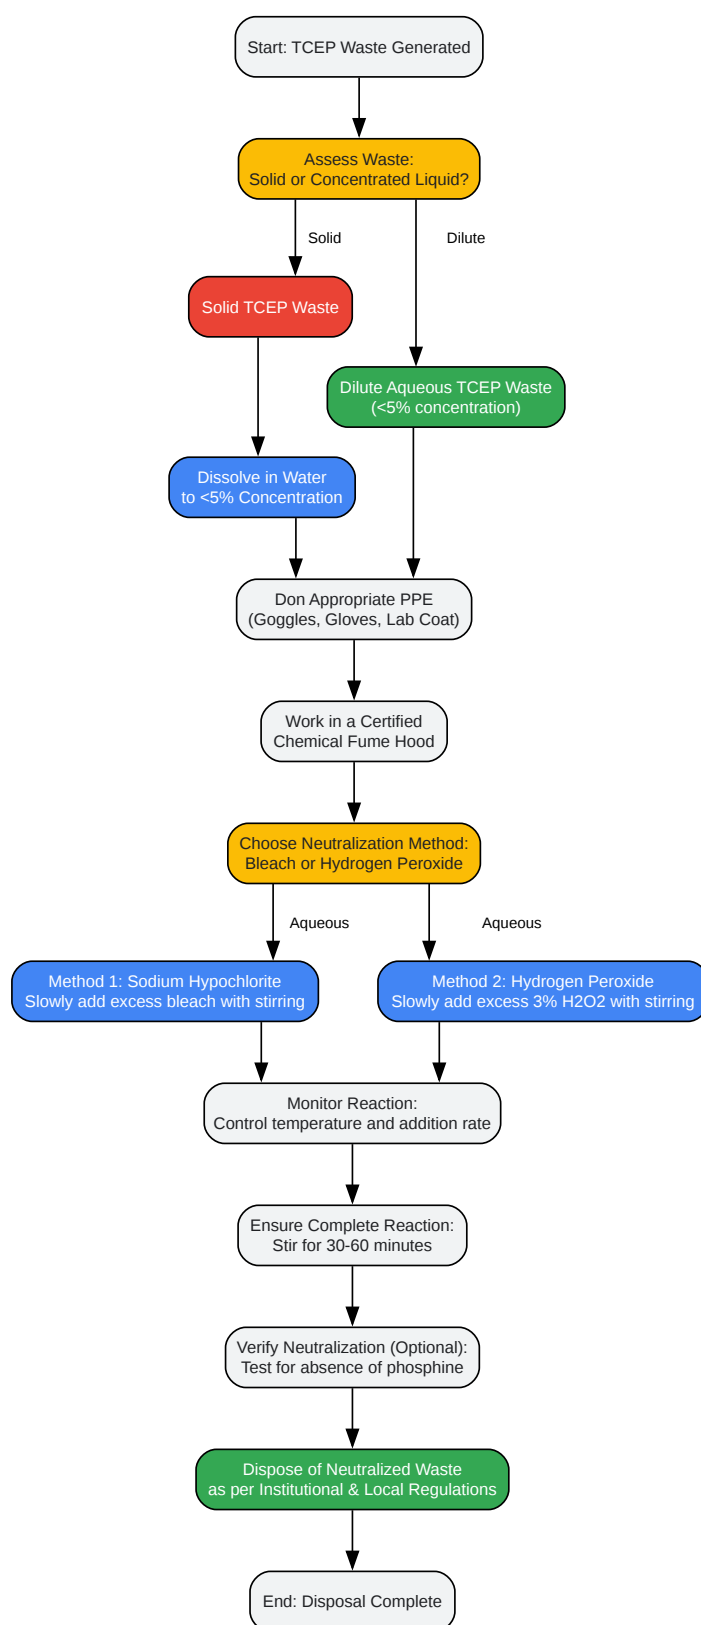 Start: TCEP Waste Generated
Assess Waste:
Solid or Concentrated Liquid?
Solid
Dilute
Solid TCEP Waste
Dilute Aqueous TCEP Waste
(<5% concentration)
Dissolve in Water
to <5% Concentration
Don Appropriate PPE
(Goggles, Gloves, Lab Coat)
Work in a Certified
Chemical Fume Hood
Choose Neutralization Method:
Bleach or Hydrogen Peroxide
Aqueous
Aqueous
Method 1: Sodium Hypochlorite
Slowly add excess bleach with stirring
Method 2: Hydrogen Peroxide
Slowly add excess 3% H2O2 with stirring
Monitor Reaction:
Control temperature and addition rate
Ensure Complete Reaction:
Stir for 30-60 minutes
Verify Neutralization (Optional):
Test for absence of phosphine
Dispose of Neutralized Waste
as per Institutional & Local Regulations
End: Disposal Complete